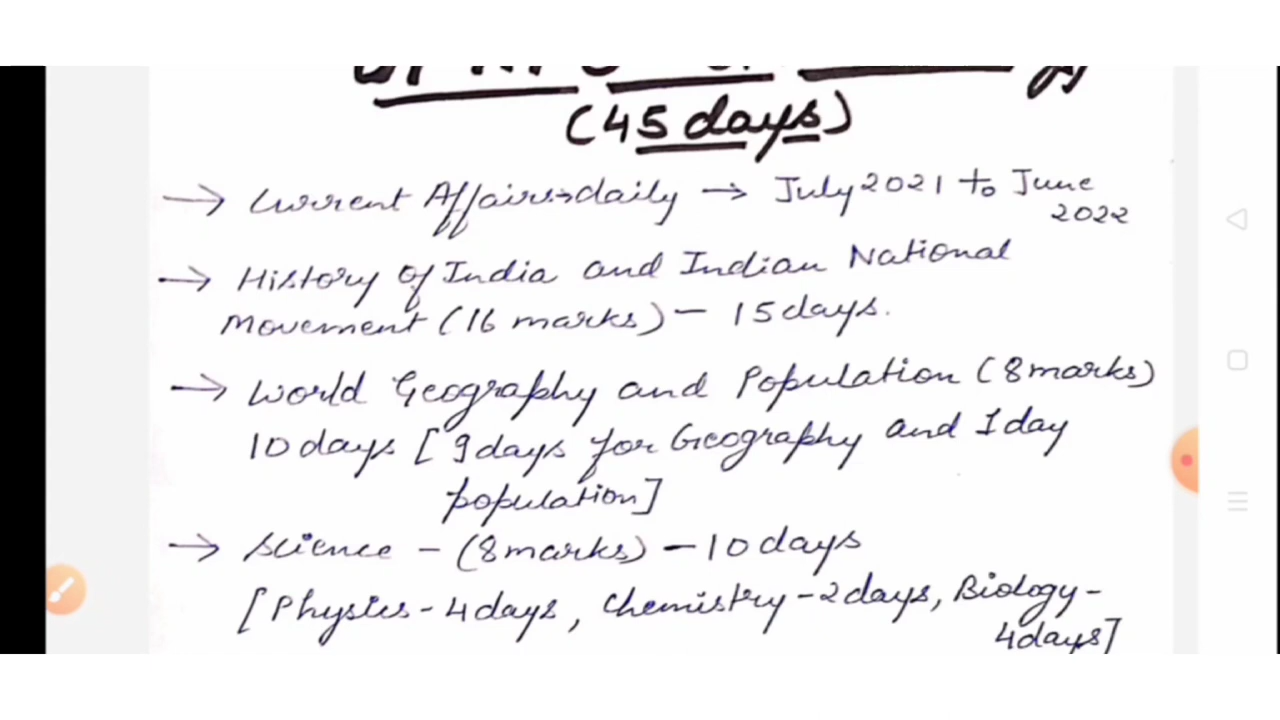 (45 days)
→ Current Affairs→daily → July 2021 to June
2022
→ History of India and Indian National
Movement (16 marks) – 15 days.
→ World Geography and Population (8 marks)
10 days [9 days for Geography and 1 day
population]
→ Science – (8 marks) – 10 days
[Physics - 4 days, Chemistry - 2 days, Biology -
4 days]